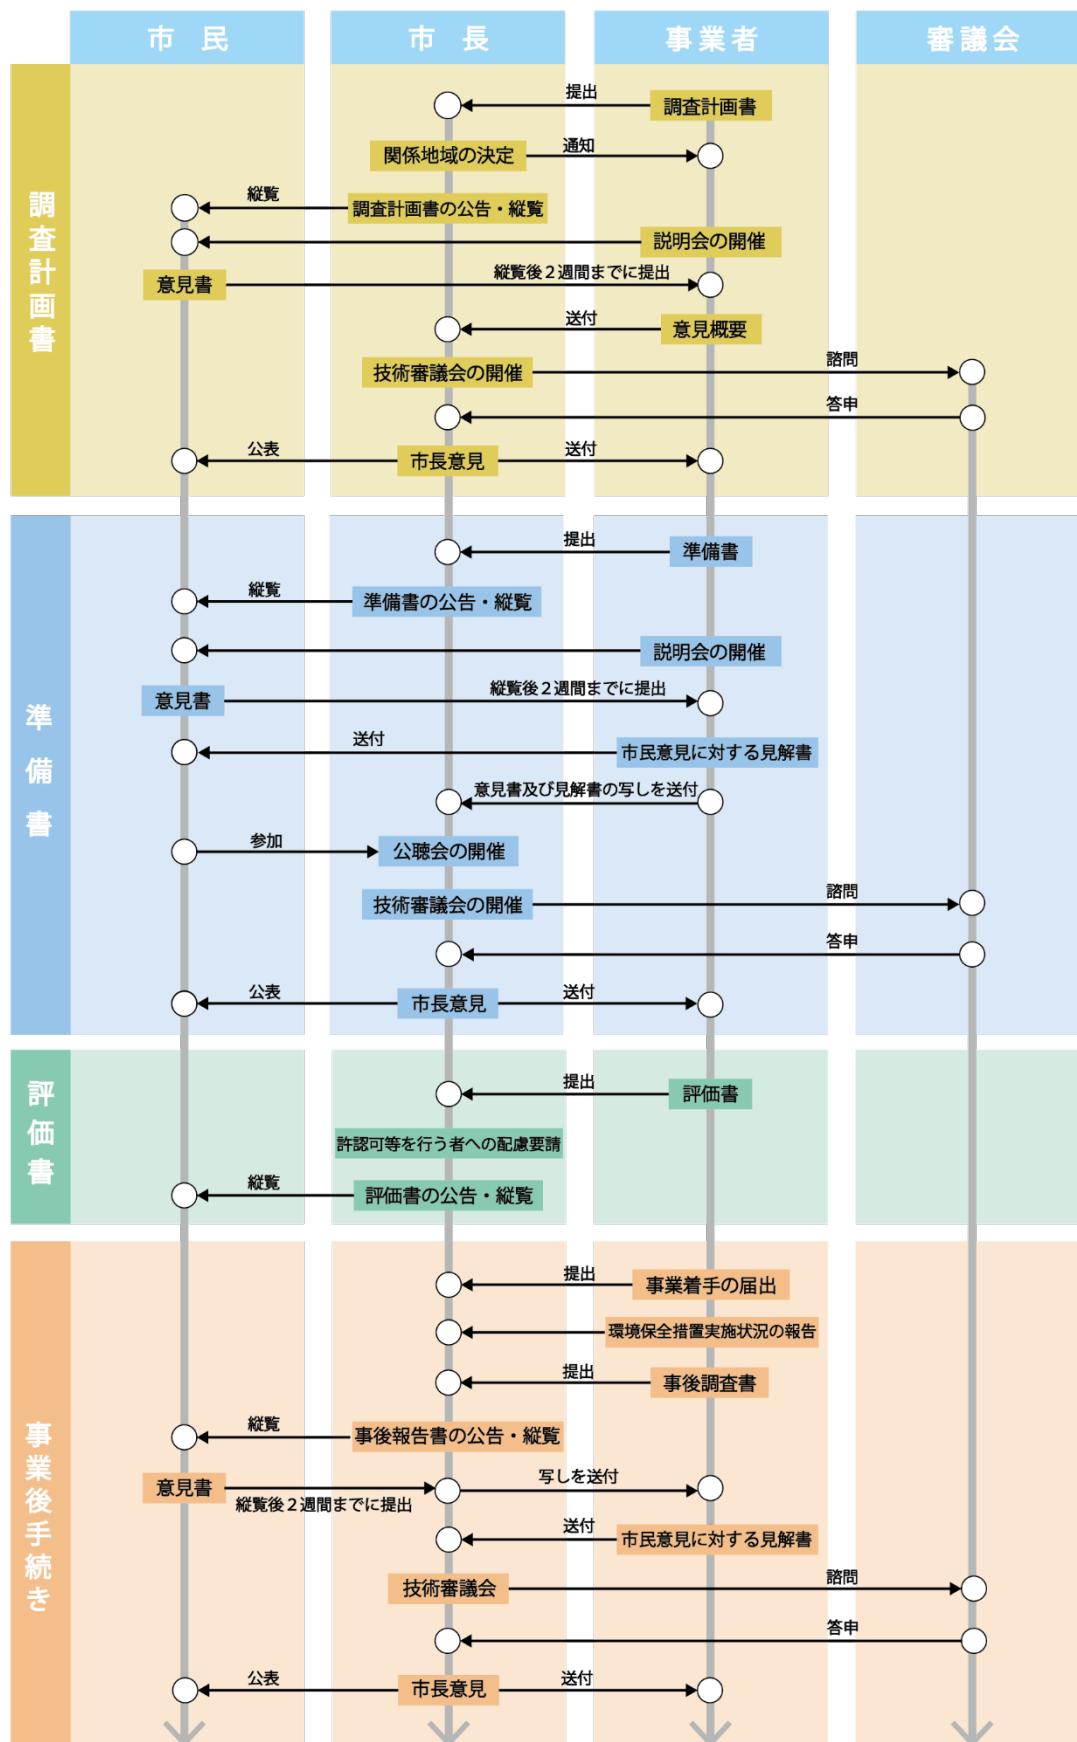 市 民
市 長
事業者
審議会
調査計画書
提出
調査計画書
関係地域の決定
通知
縦覧
調査計画書の公告・縦覧
説明会の開催
意見書
縦覧後２週間までに提出
送付
意見概要
技術審議会の開催
諮問
答申
公表
市長意見
送付
準備書
提出
準備書
縦覧
準備書の公告・縦覧
説明会の開催
意見書
縦覧後２週間までに提出
送付
市民意見に対する見解書
意見書及び見解書の写しを送付
参加
公聴会の開催
技術審議会の開催
諮問
答申
公表
市長意見
送付
評価書
提出
評価書
許認可等を行う者への配慮要請
縦覧
評価書の公告・縦覧
事業後手続き
提出
事業着手の届出
環境保全措置実施状況の報告
提出
事後調査書
縦覧
事後報告書の公告・縦覧
意見書
縦覧後２週間までに提出
写しを送付
送付
市民意見に対する見解書
技術審議会
諮問
答申
公表
市長意見
送付